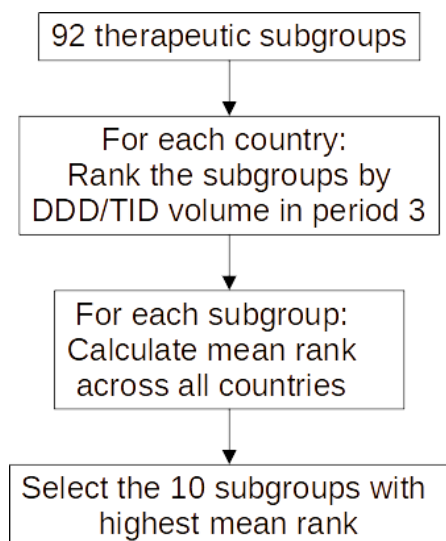 92 therapeutic subgroups
For each country:
Rank the subgroups by
DDD/TID volume in period 3
For each subgroup:
Calculate mean rank
across all countries
Select the 10 subgroups with
highest mean rank